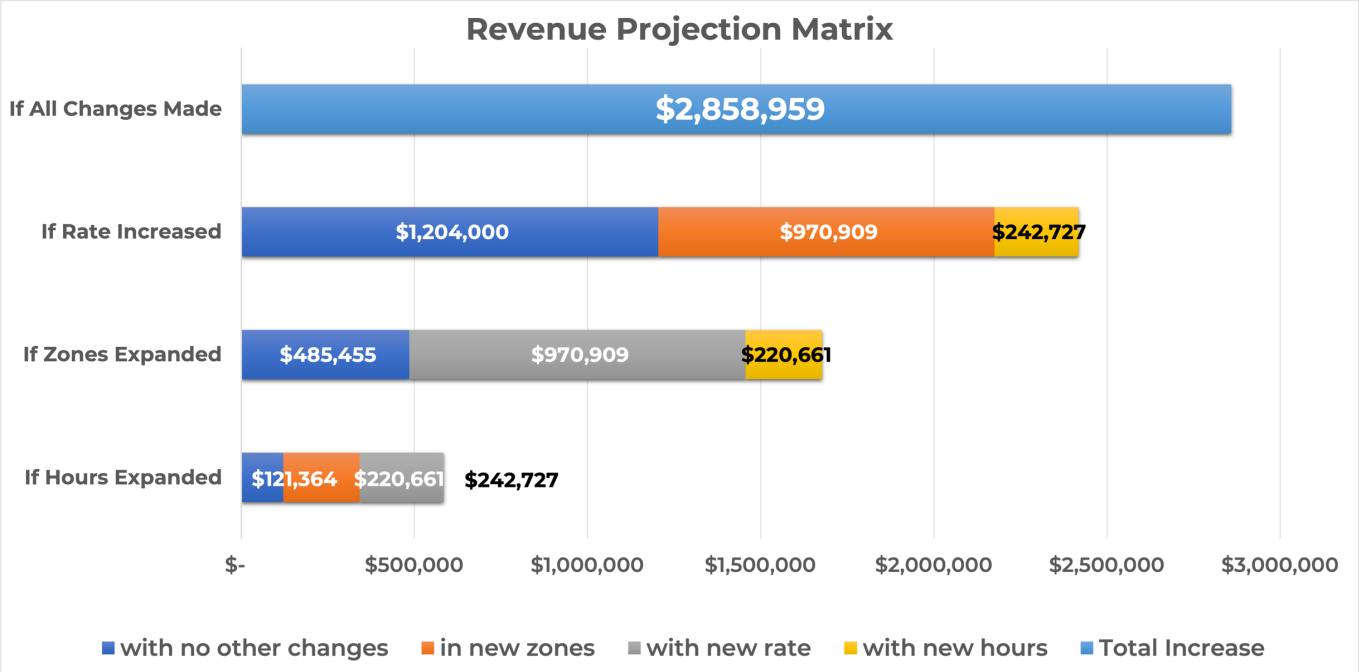 Revenue Projection Matrix
If All Changes Made
$2,858,959
If Rate Increased
$1,204,000
$970,909
$242,727
If Zones Expanded
$485,455
$970,909
$220,661
If Hours Expanded
$121,364
$220,661
$242,727
$-
$500,000
$1,000,000
$1,500,000
$2,000,000
$2,500,000
$3,000,000
with no other changes
in new zones
with new rate
with new hours
Total Increase